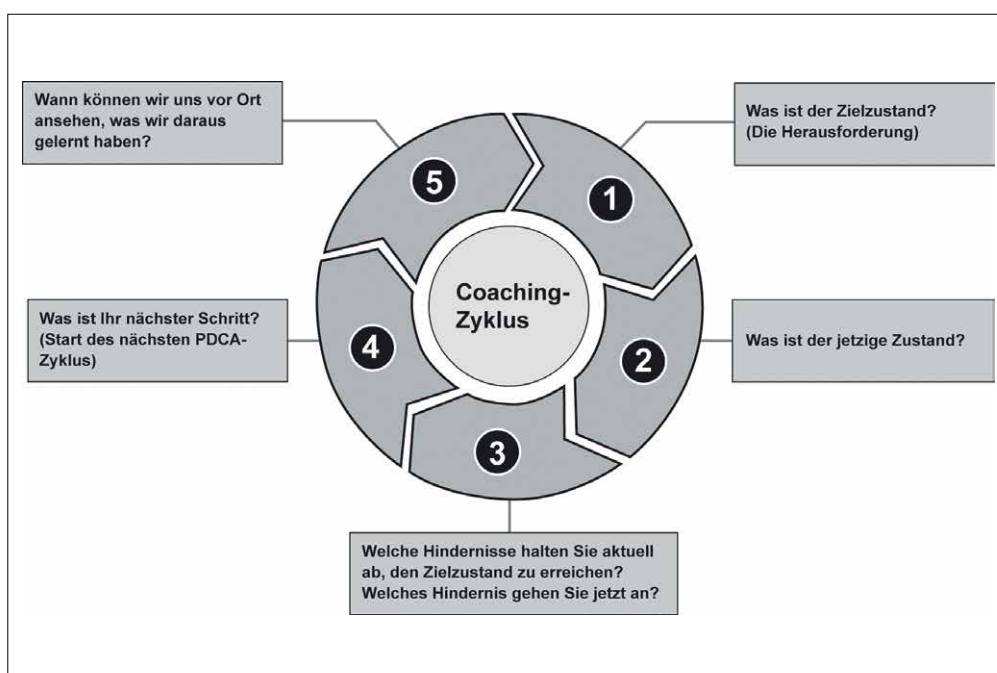 Wann können wir uns vor Ort
ansehen, was wir daraus
gelernt haben?
Was ist der Zielzustand?
(Die Herausforderung)
5
1
Coaching-
Zyklus
Was ist Ihr nächster Schritt?
(Start des nächsten PDCA-
Zyklus)
4
2
Was ist der jetzige Zustand?
3
Welche Hindernisse halten Sie aktuell
ab, den Zielzustand zu erreichen?
Welches Hindernis gehen Sie jetzt an?